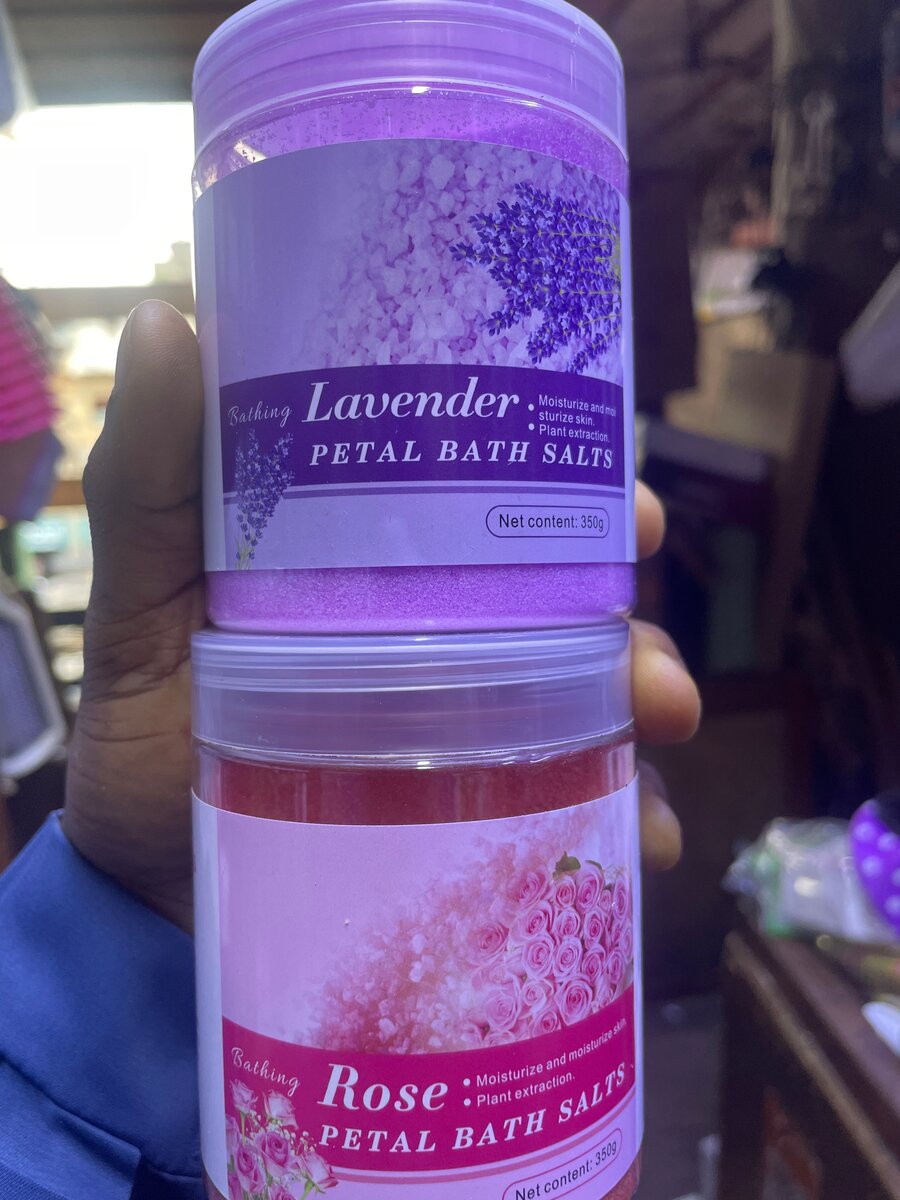 Bathing
Lavender
• Moisturize and moi
sturize skin.
• Plant extraction.
PETAL BATH SALTS
Net content: 350g
Bathing
Rose
• Moisturize and moisturize skin.
• Plant extraction.
PETAL BATH SALTS
Net content: 350g